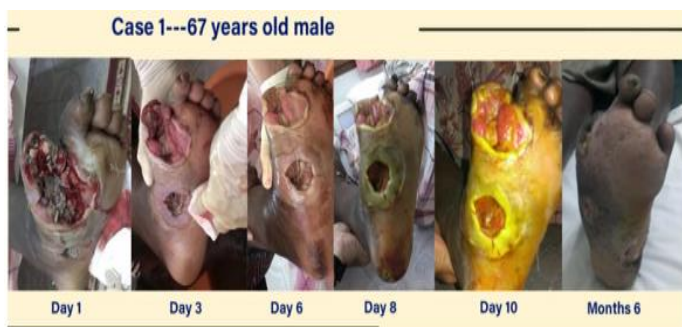 Case 1---67 years old male
Day 1
Day 3
Day 6
Day 8
Day 10
Months 6